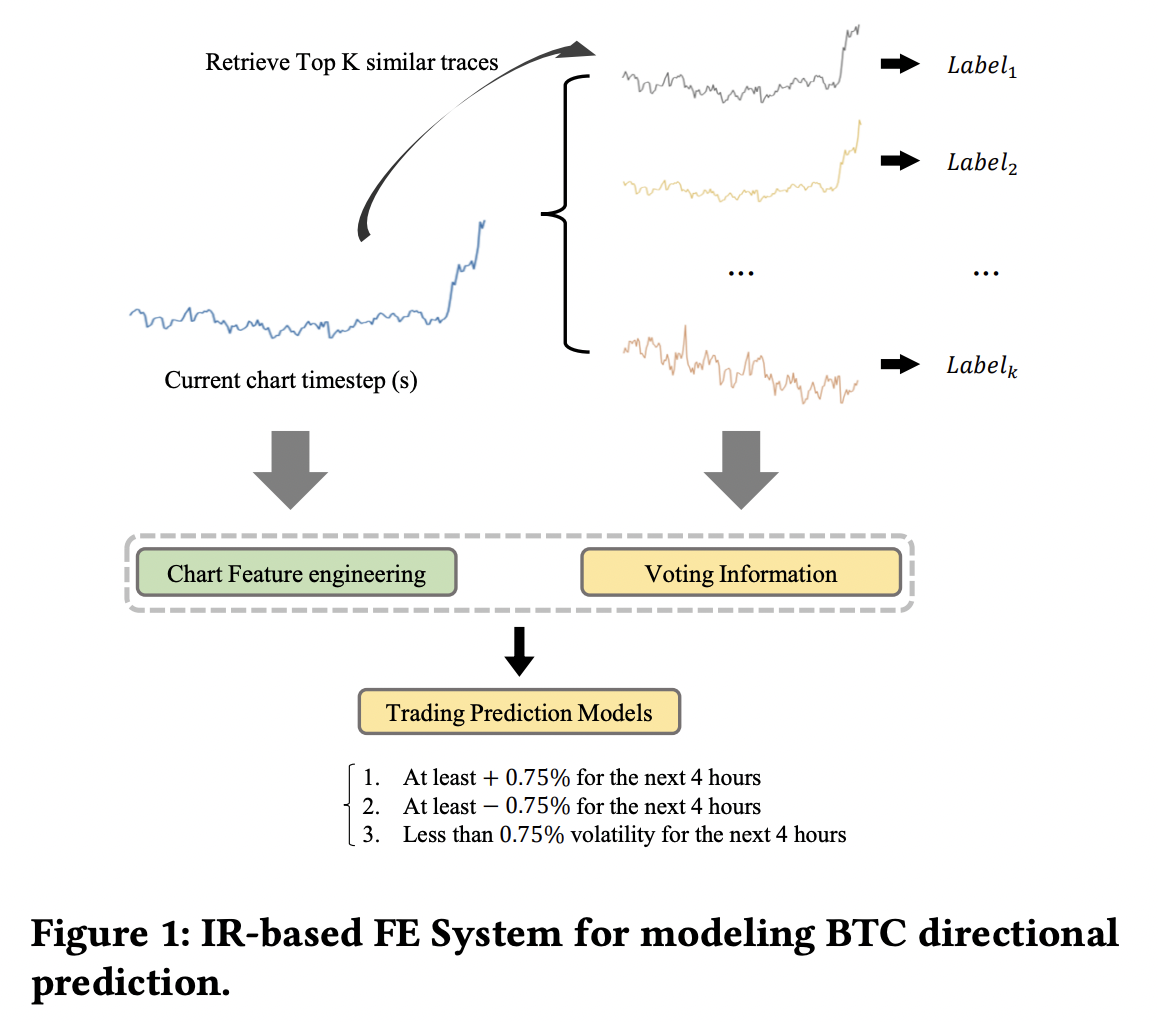 Retrieve Top K similar traces
Label₁
Label₂
... ...
Labelₖ
Current chart timestep (s)
Chart Feature engineering
Voting Information
Trading Prediction Models
1. At least + 0.75% for the next 4 hours
2. At least − 0.75% for the next 4 hours
3. Less than 0.75% volatility for the next 4 hours
Figure 1: IR-based FE System for modeling BTC directional
prediction.